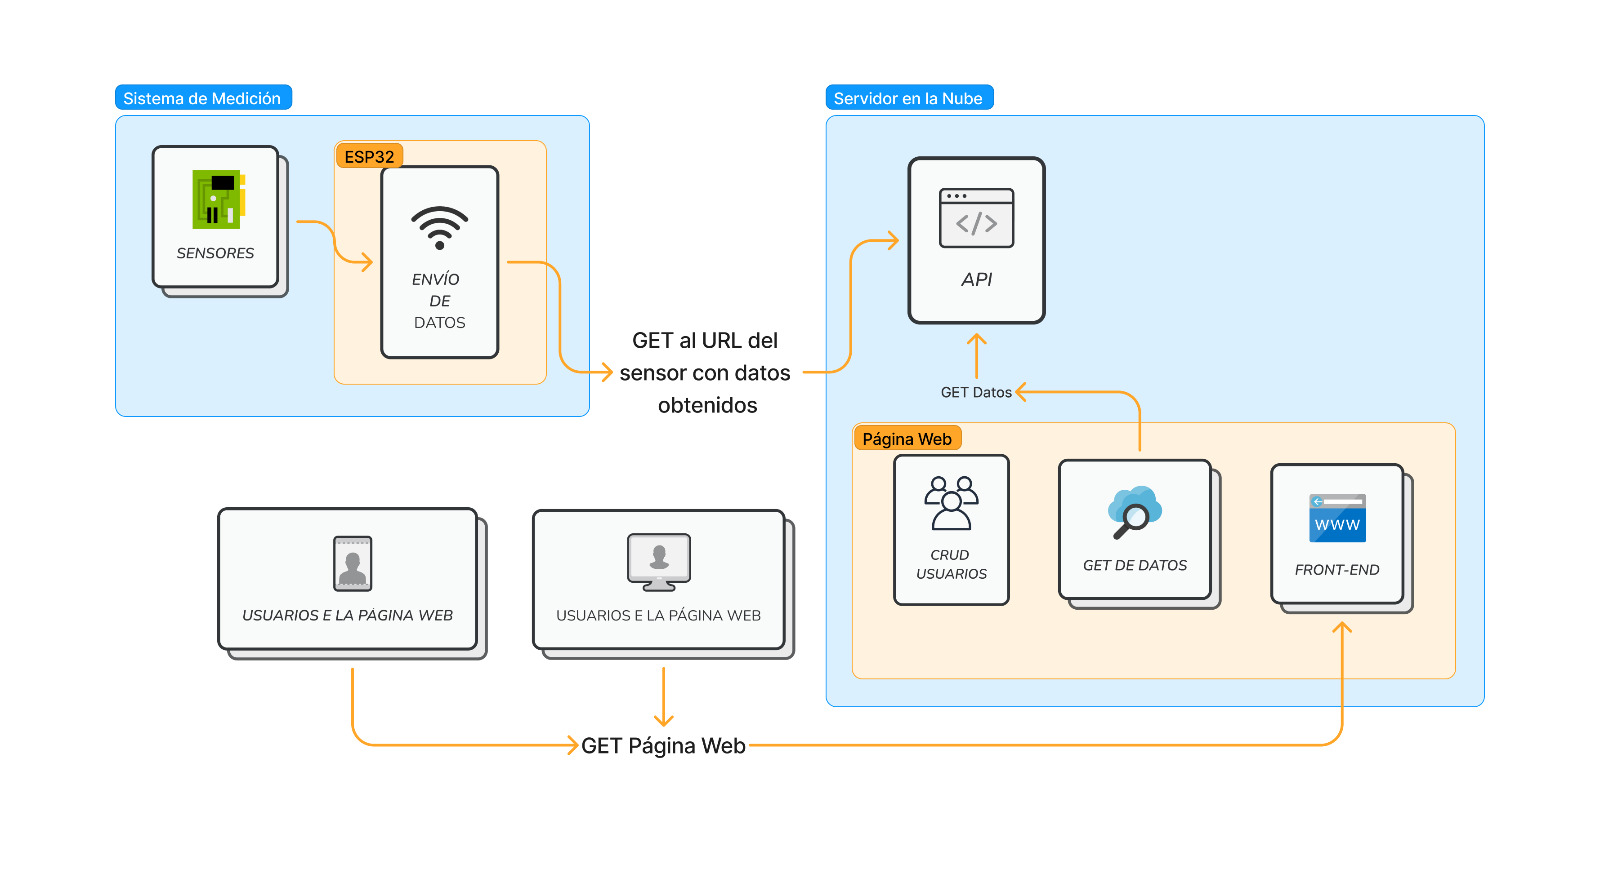 Sistema de Medición
Servidor en la Nube
ESP32
SENSORES
ENVÍO
DE
DATOS
API
GET al URL del
sensor con datos
obtenidos
GET Datos
Página Web
CRUD
USUARIOS
GET DE DATOS
WWW
FRONT-END
USUARIOS E LA PÁGINA WEB
USUARIOS E LA PÁGINA WEB
GET Página Web